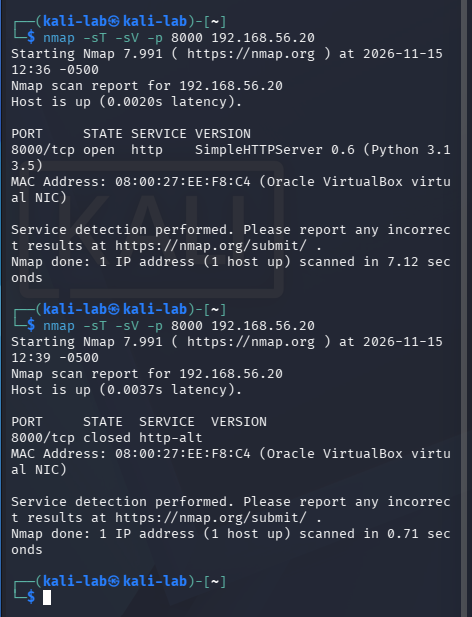 ┌──(kali-lab㉿kali-lab)-[~]
└─$ nmap -sT -sV -p 8000 192.168.56.20
Starting Nmap 7.991 ( https://nmap.org ) at 2026-11-15
12:36 -0500
Nmap scan report for 192.168.56.20
Host is up (0.0020s latency).

PORT     STATE SERVICE VERSION
8000/tcp open  http    SimpleHTTPServer 0.6 (Python 3.1
3.5)
MAC Address: 08:00:27:EE:F8:C4 (Oracle VirtualBox virtu
al NIC)

Service detection performed. Please report any incorrec
t results at https://nmap.org/submit/ .
Nmap done: 1 IP address (1 host up) scanned in 7.12 sec
onds

┌──(kali-lab㉿kali-lab)-[~]
└─$ nmap -sT -sV -p 8000 192.168.56.20
Starting Nmap 7.991 ( https://nmap.org ) at 2026-11-15
12:39 -0500
Nmap scan report for 192.168.56.20
Host is up (0.0037s latency).

PORT     STATE  SERVICE  VERSION
8000/tcp closed http-alt
MAC Address: 08:00:27:EE:F8:C4 (Oracle VirtualBox virtu
al NIC)

Service detection performed. Please report any incorrec
t results at https://nmap.org/submit/ .
Nmap done: 1 IP address (1 host up) scanned in 0.71 sec
onds

┌──(kali-lab㉿kali-lab)-[~]
└─$
KALI